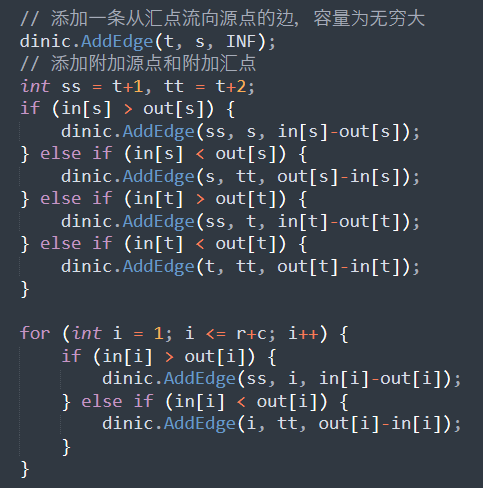 // 添加一条从汇点流向源点的边, 容量为无穷大
dinic.AddEdge(t, s, INF);
// 添加附加源点和附加汇点
int ss = t+1, tt = t+2;
if (in[s] > out[s]) {
    dinic.AddEdge(ss, s, in[s]-out[s]);
} else if (in[s] < out[s]) {
    dinic.AddEdge(s, tt, out[s]-in[s]);
} else if (in[t] > out[t]) {
    dinic.AddEdge(ss, t, in[t]-out[t]);
} else if (in[t] < out[t]) {
    dinic.AddEdge(t, tt, out[t]-in[t]);
}

for (int i = 1; i <= r+c; i++) {
    if (in[i] > out[i]) {
        dinic.AddEdge(ss, i, in[i]-out[i]);
    } else if (in[i] < out[i]) {
        dinic.AddEdge(i, tt, out[i]-in[i]);
    }
}